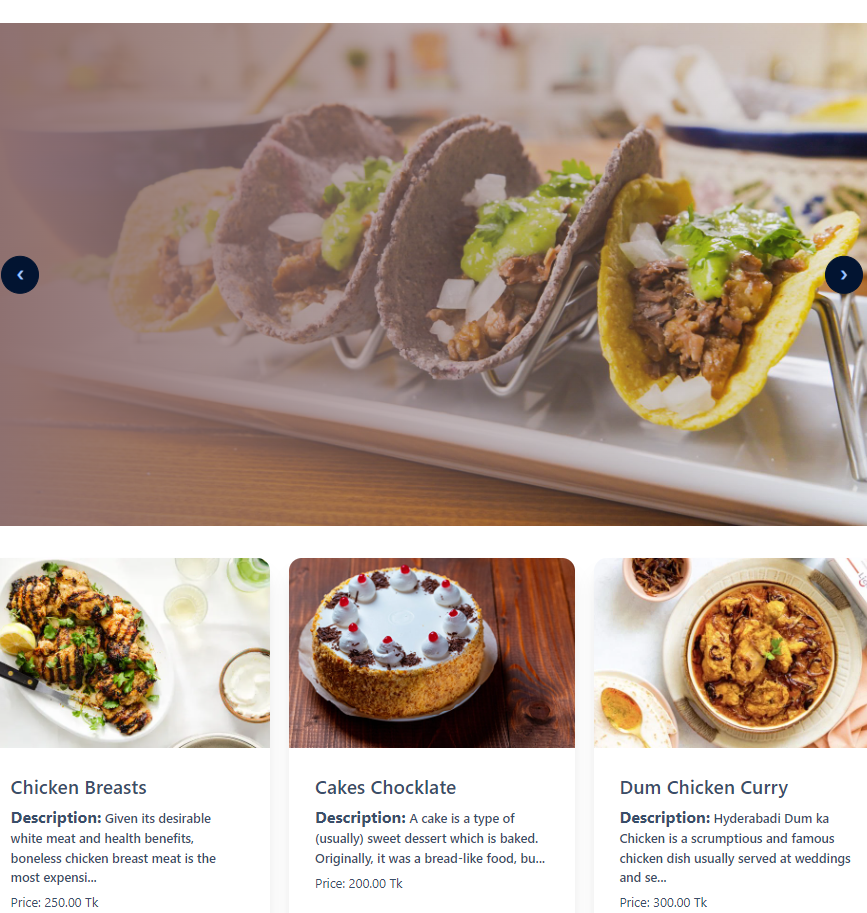 ‹
›
Chicken Breasts
Description: Given its desirable
white meat and health benefits,
boneless chicken breast meat is the
most expensi...
Price: 250.00 Tk
Cakes Chocklate
Description: A cake is a type of
(usually) sweet dessert which is baked.
Originally, it was a bread-like food, bu...
Price: 200.00 Tk
Dum Chicken Curry
Description: Hyderabadi Dum ka
Chicken is a scrumptious and famous
chicken dish usually served at weddings
and se...
Price: 300.00 Tk